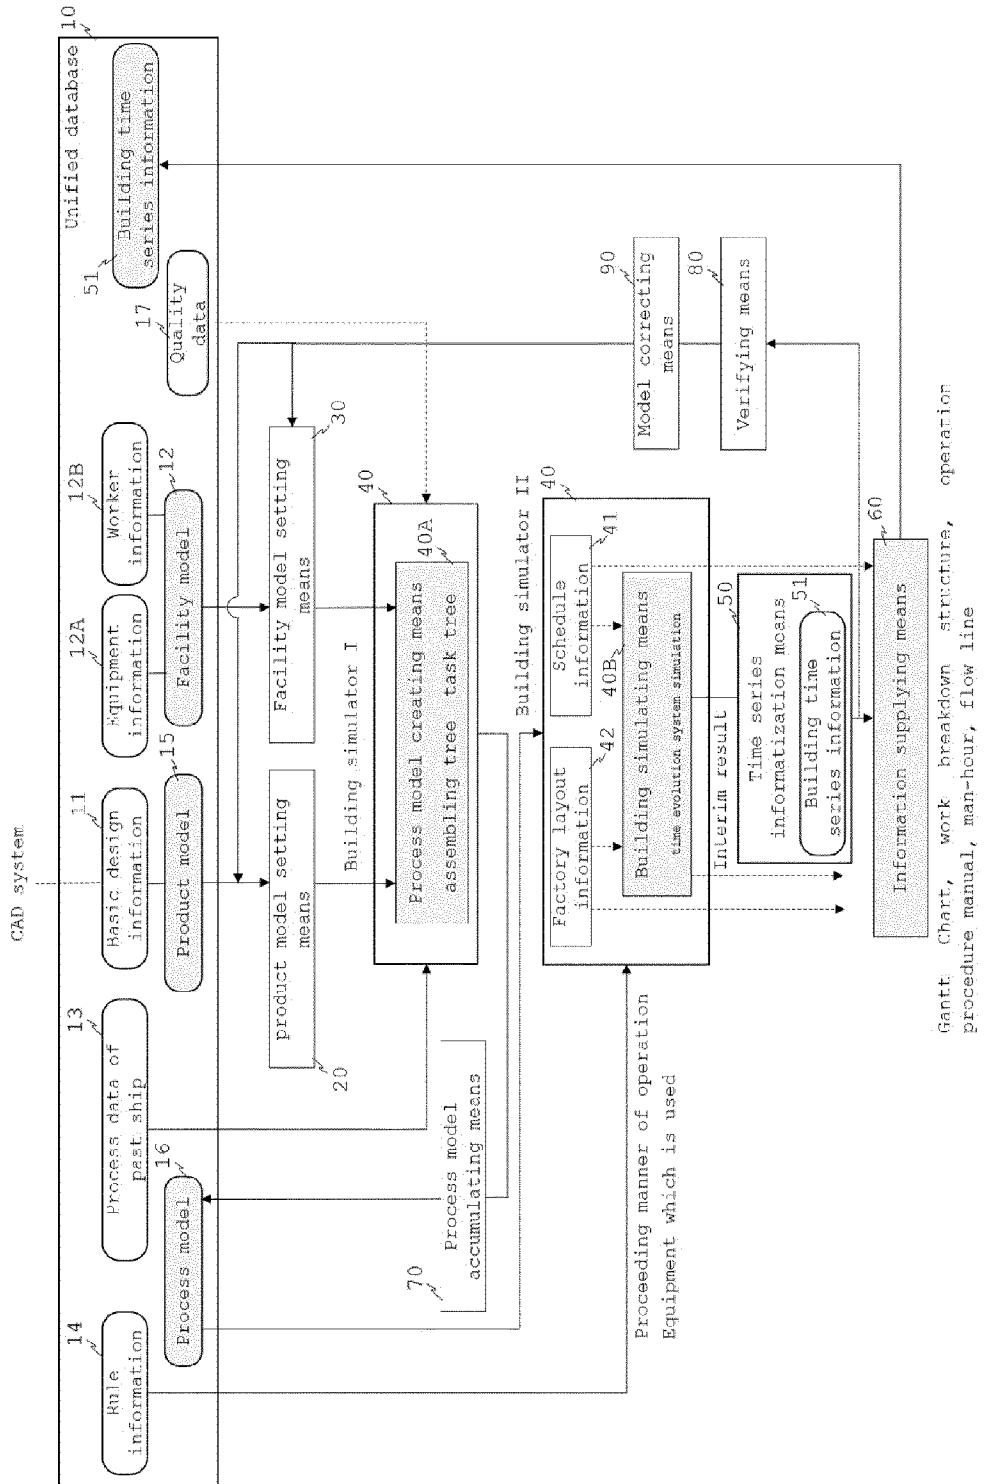 CAD system
Unified database
10
Rule
information
14
Process model
16
Process data of
past ship
13
Basic design
information
11
Product model
15
Equipment
information
12A
Worker
information
12B
Facility model
12
Quality
data
17
Building time
series information
51
product model setting
means
20
Facility model setting
means
30
Building simulator I
40
Process model creating means
assembling tree task tree
40A
Process model
accumulating means
70
Building simulator II
40
Factory layout
information
42
Schedule
information
41
Building simulating means
time evolution system simulation
40B
Proceeding manner of operation
Equipment which is used
Interim result
50
Time series
informatization means
Building time
series information
51
Model correcting
means
90
Verifying means
80
Information supplying means
60
Gantt Chart, work breakdown structure, operation
procedure manual, man-hour, flow line